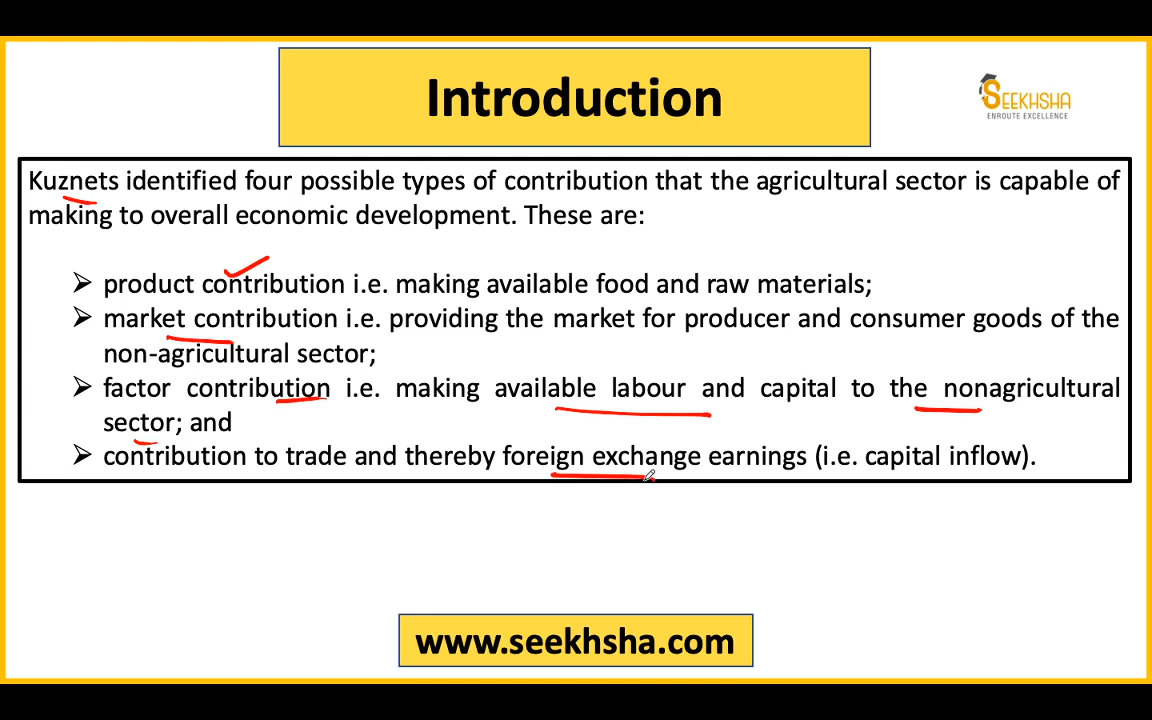 Introduction
SEEKHSHA
ENROUTE EXCELLENCE
Kuznets identified four possible types of contribution that the agricultural sector is capable of
making to overall economic development. These are:
➢ product contribution i.e. making available food and raw materials;
➢ market contribution i.e. providing the market for producer and consumer goods of the
non-agricultural sector;
➢ factor contribution i.e. making available labour and capital to the nonagricultural
sector; and
➢ contribution to trade and thereby foreign exchange earnings (i.e. capital inflow).
www.seekhsha.com